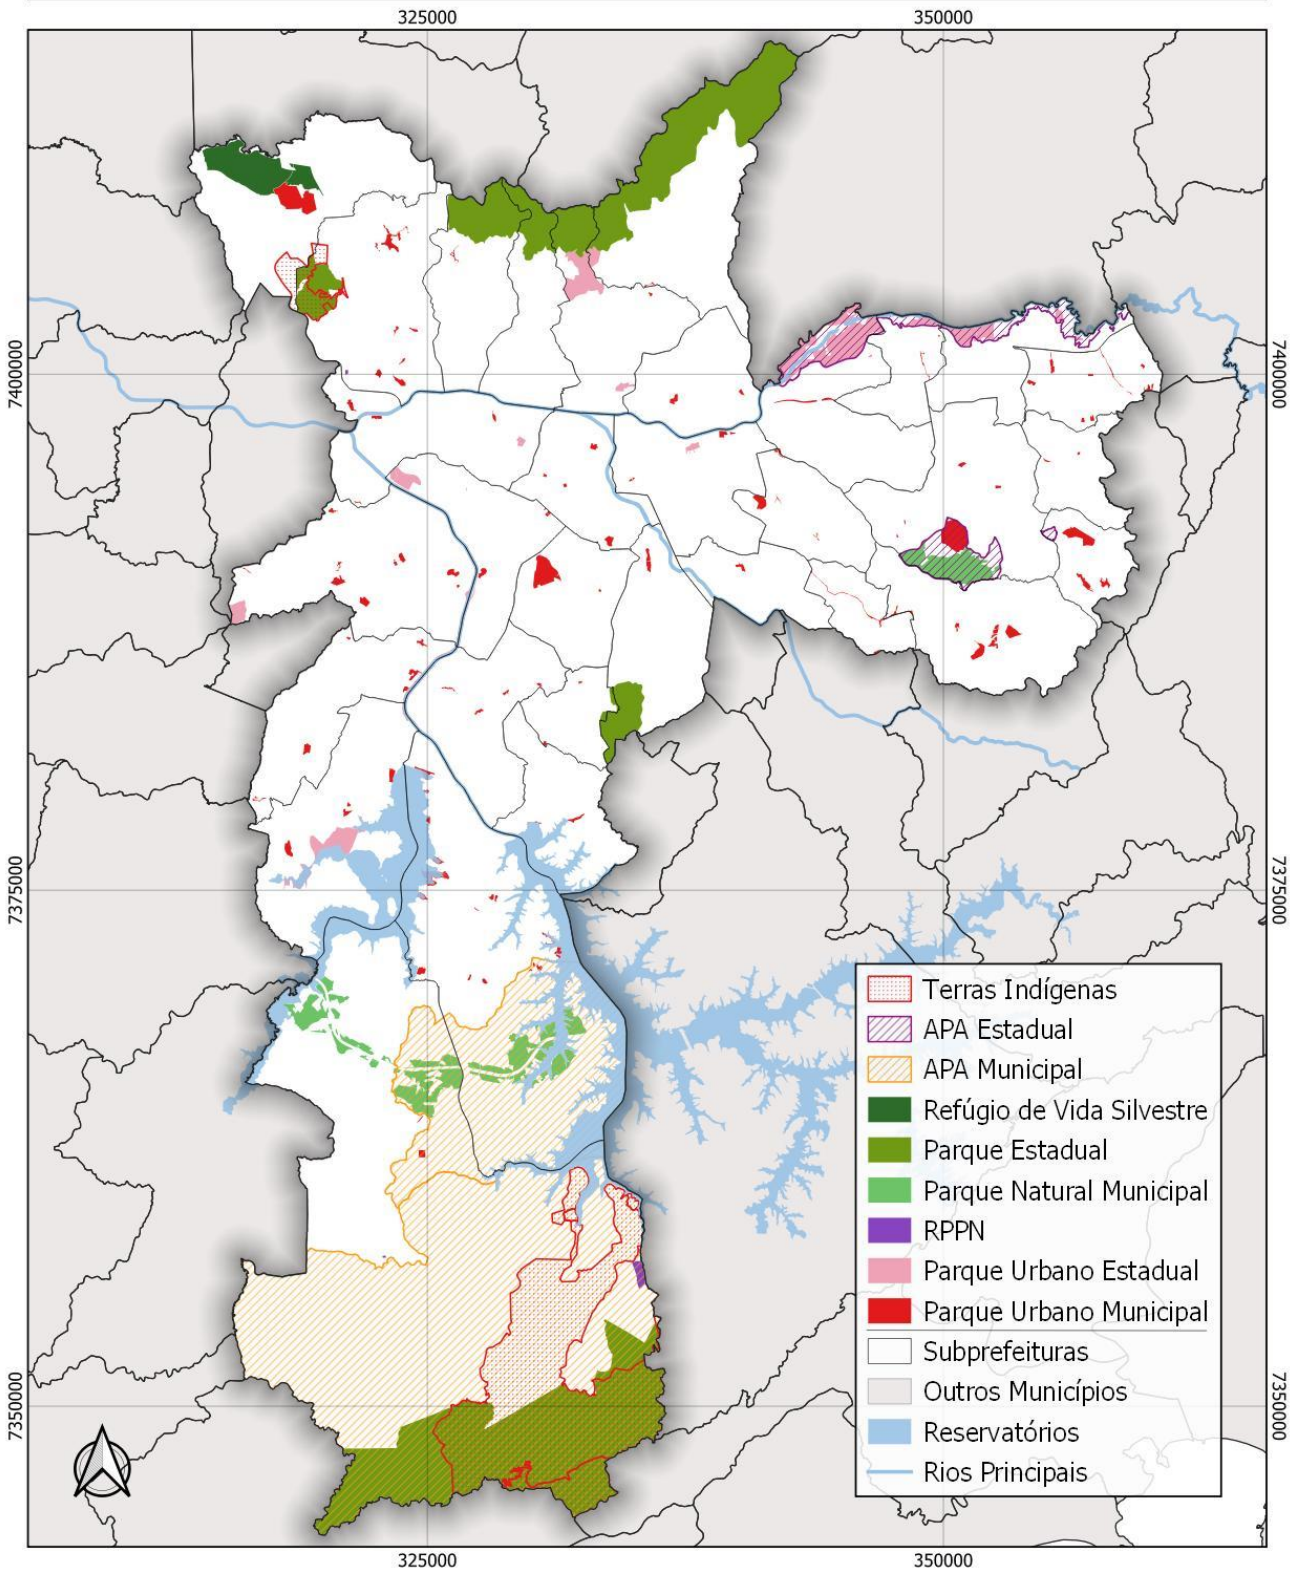 325000
350000
7400000
7400000
7375000
7375000
Terras Indígenas
APA Estadual
APA Municipal
Refúgio de Vida Silvestre
Parque Estadual
Parque Natural Municipal
RPPN
Parque Urbano Estadual
Parque Urbano Municipal
Subprefeituras
Outros Municípios
Reservatórios
Rios Principais
7350000
7350000
325000
350000